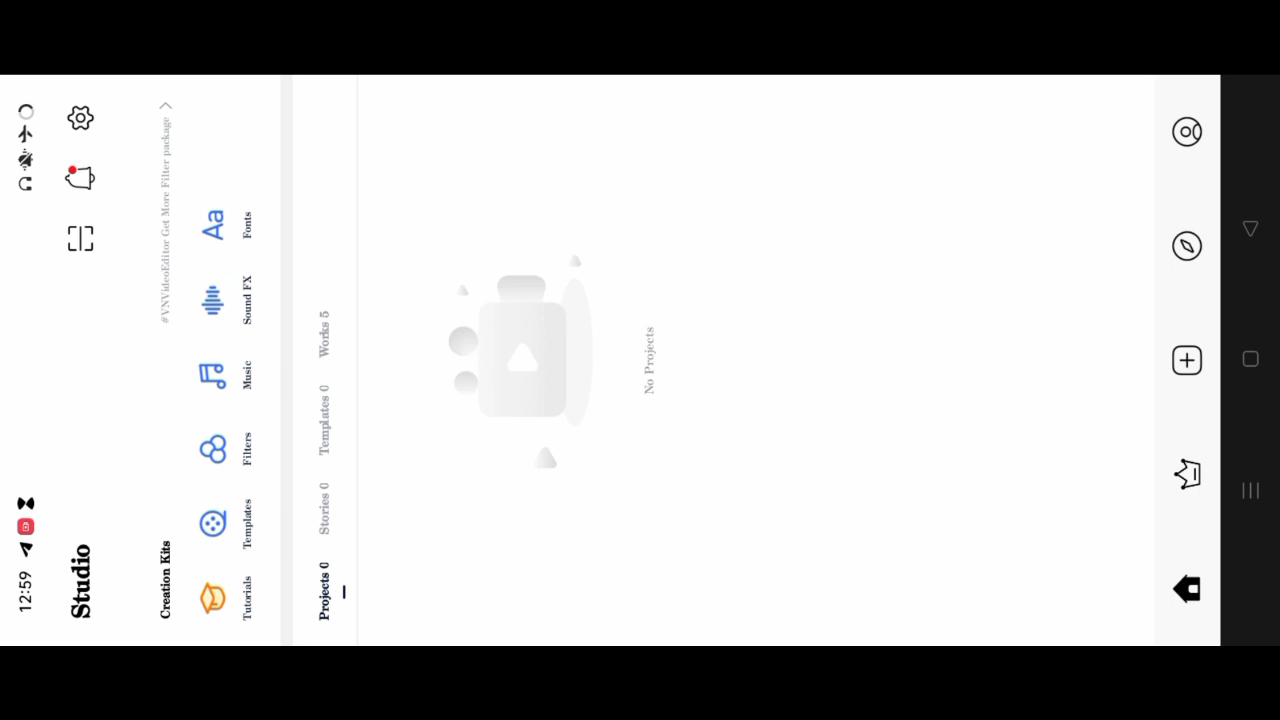 12:59
Studio
Creation Kits
#VNVideoEditor Get More Filter package
Tutorials
Templates
Filters
Music
Sound FX
Aa
Fonts
Projects 0
Stories 0
Templates 0
Works 5
No Projects